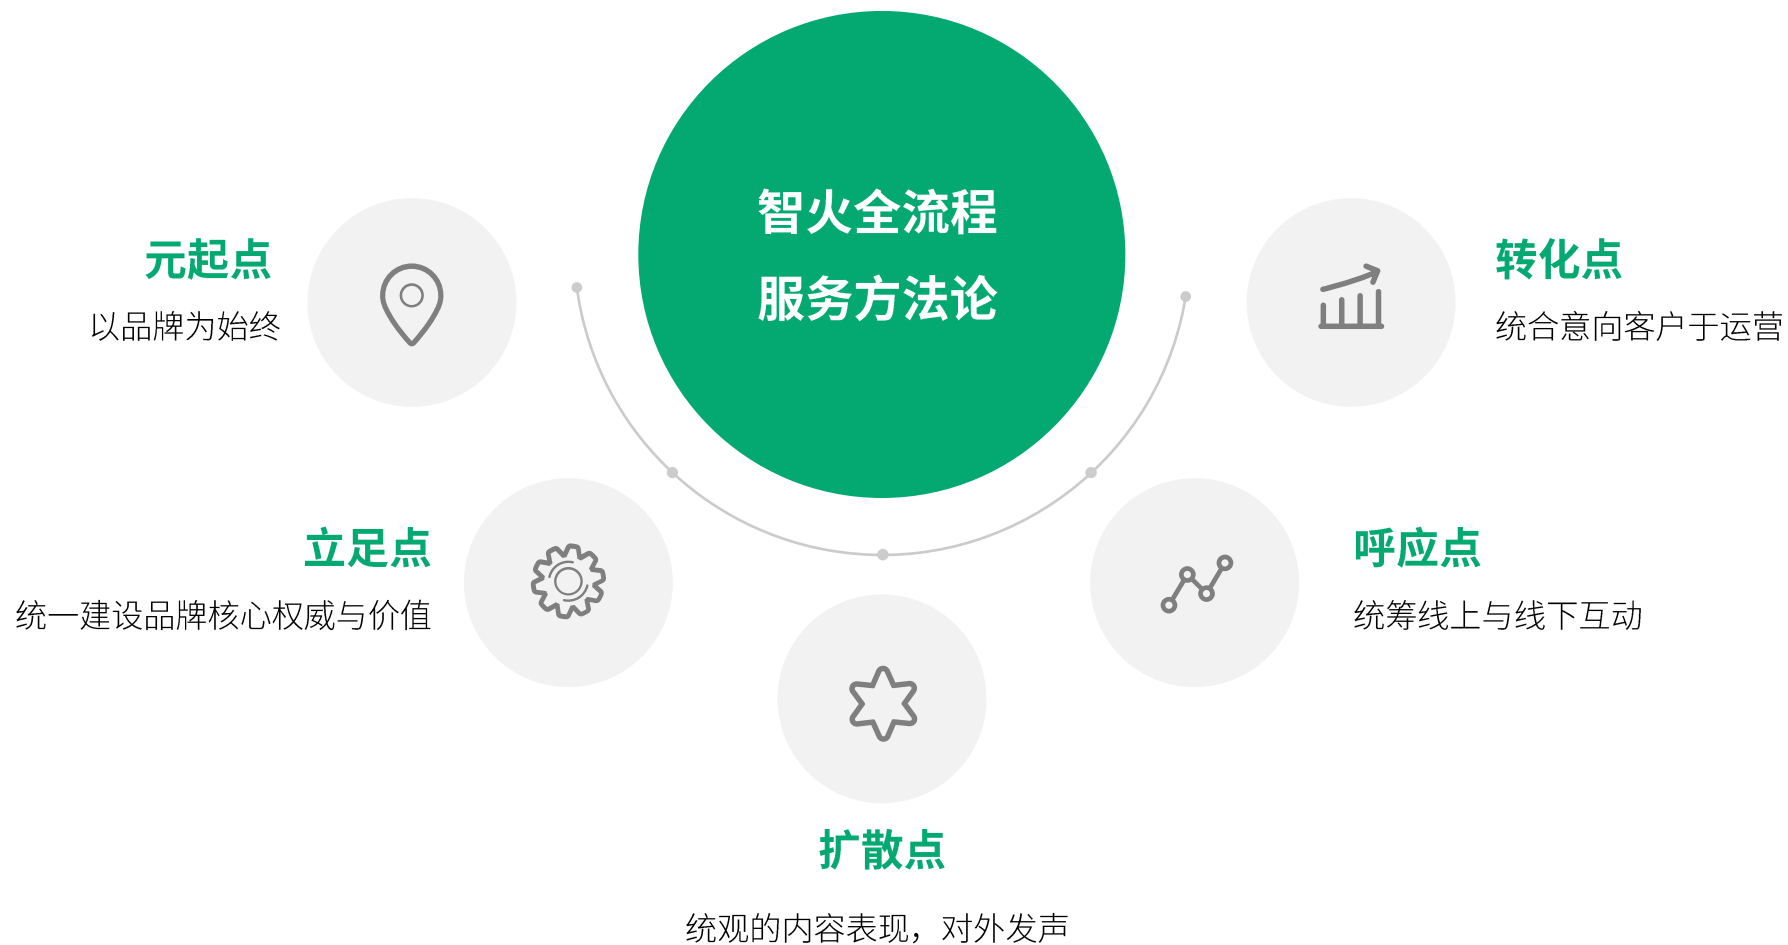 智火全流程
服务方法论
元起点
以品牌为始终
立足点
统一建设品牌核心权威与价值
扩散点
统观的内容表现，对外发声
呼应点
统筹线上与线下互动
转化点
统合意向客户于运营